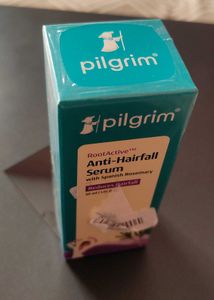 pilgrim®
pilgrim®
RootActive™
Anti-Hairfall
Serum
with Spanish Rosemary
Reduces Hairfall